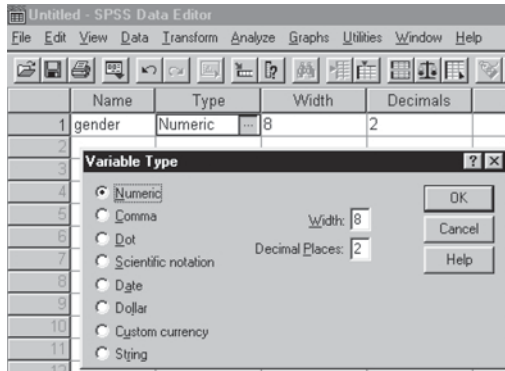 Untitled - SPSS Data Editor
File Edit View Data Transform Analyze Graphs Utilities Window Help
Name Type Width Decimals
1 gender Numeric ... 8 2
2
3
4
5
6
7
8
9
10
11
12
Variable Type ? ×
Numeric
Comma
Dot
Scientific notation
Date
Dollar
Custom currency
String
Width: 8
Decimal Places: 2
OK
Cancel
Help